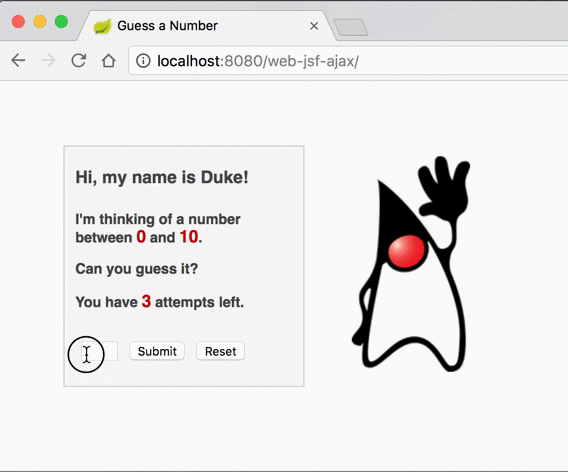 Guess a Number
localhost:8080/web-jsf-ajax/
Hi, my name is Duke!
I'm thinking of a number
between 0 and 10.
Can you guess it?
You have 3 attempts left.
Submit Reset